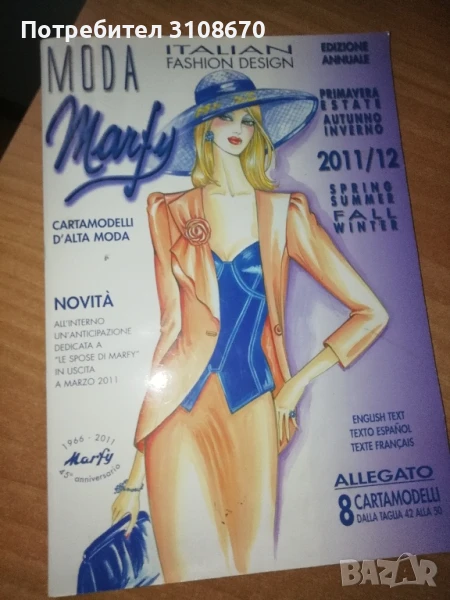 Потребител 3108670
MODA
Marfy
ITALIAN
FASHION DESIGN
EDIZIONE
ANNUALE
PRIMAVERA
ESTATE
AUTUNNO
INVERNO
2011/12
SPRING
SUMMER
FALL
WINTER
CARTAMODELLI
D'ALTA MODA
NOVITÀ
ALL'INTERNO
UN'ANTICIPAZIONE
DEDICATA A
"LE SPOSE DI MARFY"
IN USCITA
A MARZO 2011
1966 - 2011
Marfy
45° anniversario
ENGLISH TEXT
TEXTO ESPAÑOL
TEXTE FRANÇAIS
ALLEGATO
8 CARTAMODELLI
DALLA TAGLIA 42 ALLA 50
BAZAR